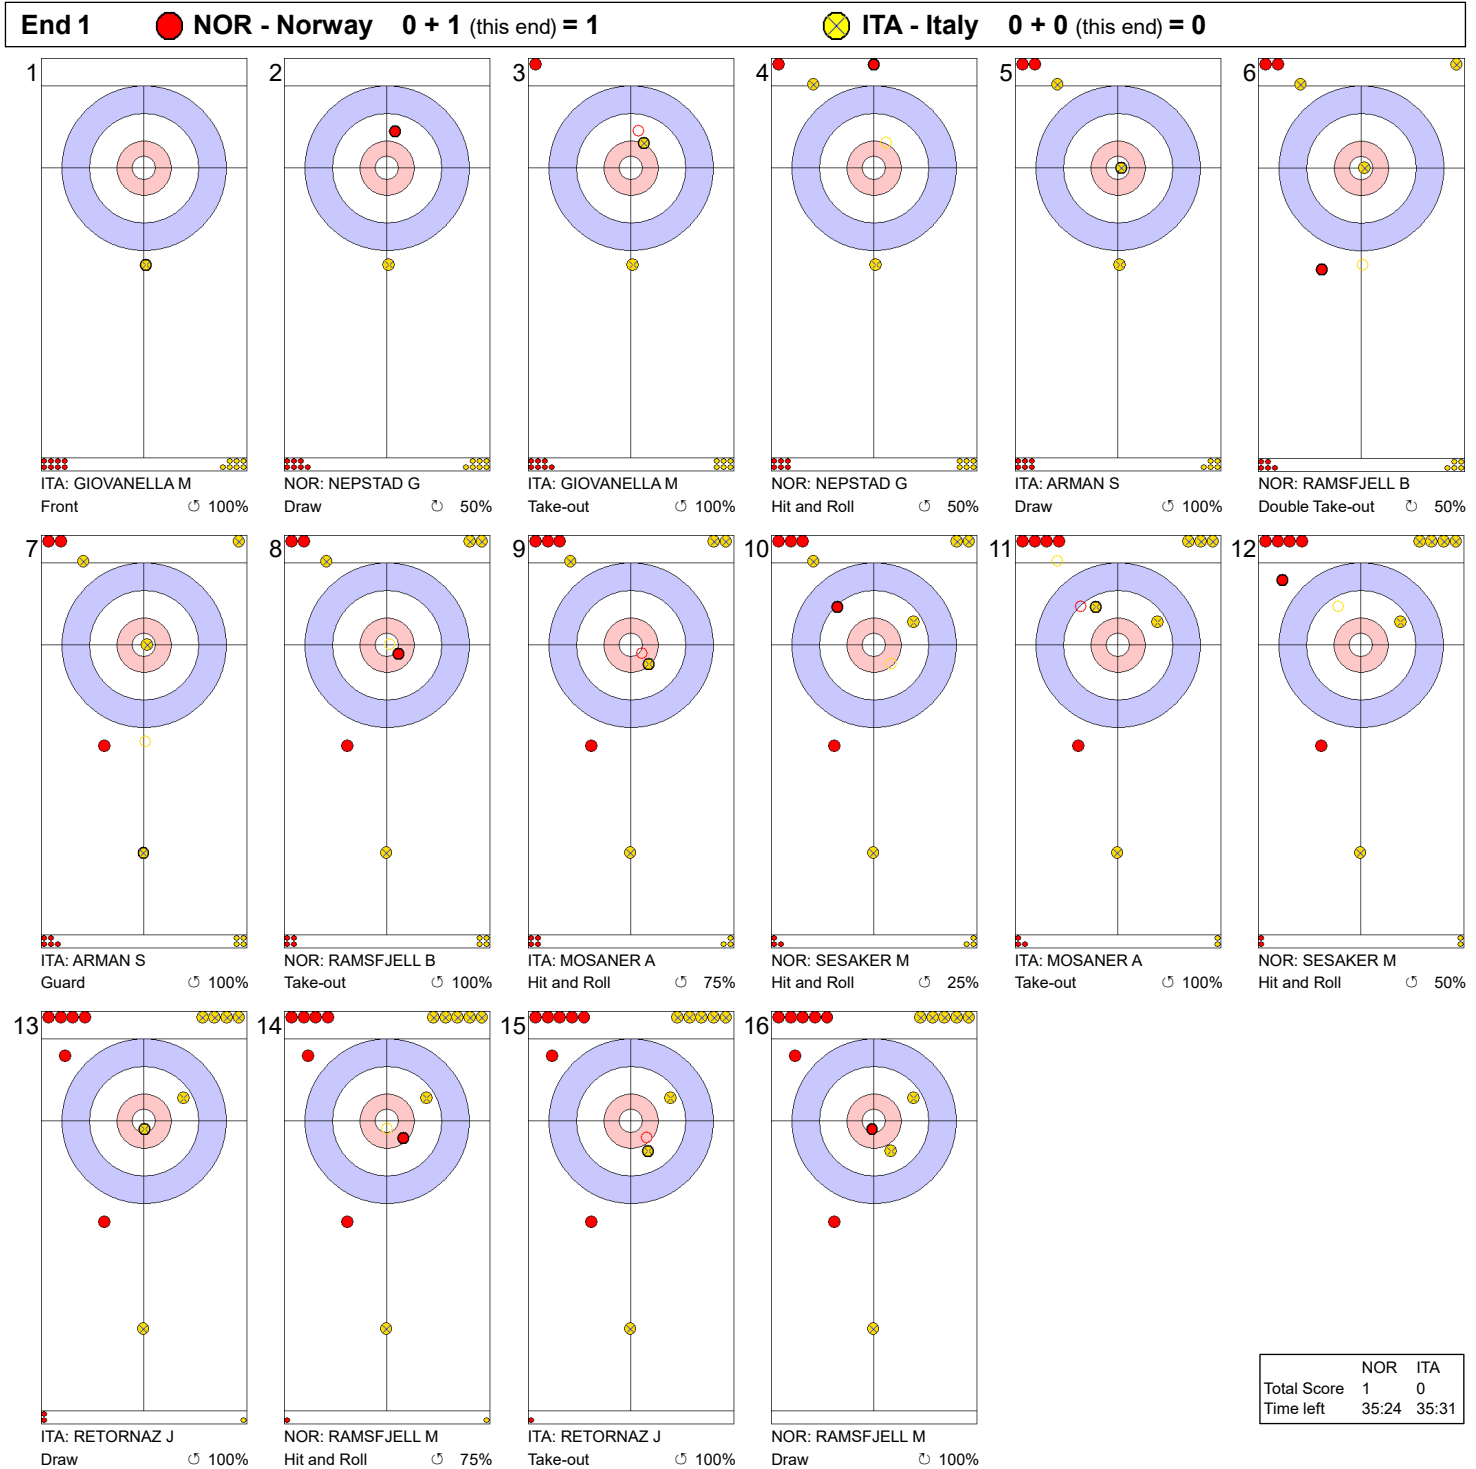 End 1 NOR - Norway 0 + 1 (this end) = 1 ITA - Italy 0 + 0 (this end) = 0
1 2 3 4 5 6
ITA: GIOVANELLA M
Front ↺ 100%
NOR: NEPSTAD G
Draw ↻ 50%
ITA: GIOVANELLA M
Take-out ↺ 100%
NOR: NEPSTAD G
Hit and Roll ↺ 50%
ITA: ARMAN S
Draw ↺ 100%
NOR: RAMSFJELL B
Double Take-out ↻ 50%
7 8 9 10 11 12
ITA: ARMAN S
Guard ↺ 100%
NOR: RAMSFJELL B
Take-out ↺ 100%
ITA: MOSANER A
Hit and Roll ↺ 75%
NOR: SESAKER M
Hit and Roll ↺ 25%
ITA: MOSANER A
Take-out ↺ 100%
NOR: SESAKER M
Hit and Roll ↺ 50%
13 14 15 16
ITA: RETORNAZ J
Draw ↺ 100%
NOR: RAMSFJELL M
Hit and Roll ↺ 75%
ITA: RETORNAZ J
Take-out ↺ 100%
NOR: RAMSFJELL M
Draw ↻ 100%
NOR ITA
Total Score 1 0
Time left 35:24 35:31